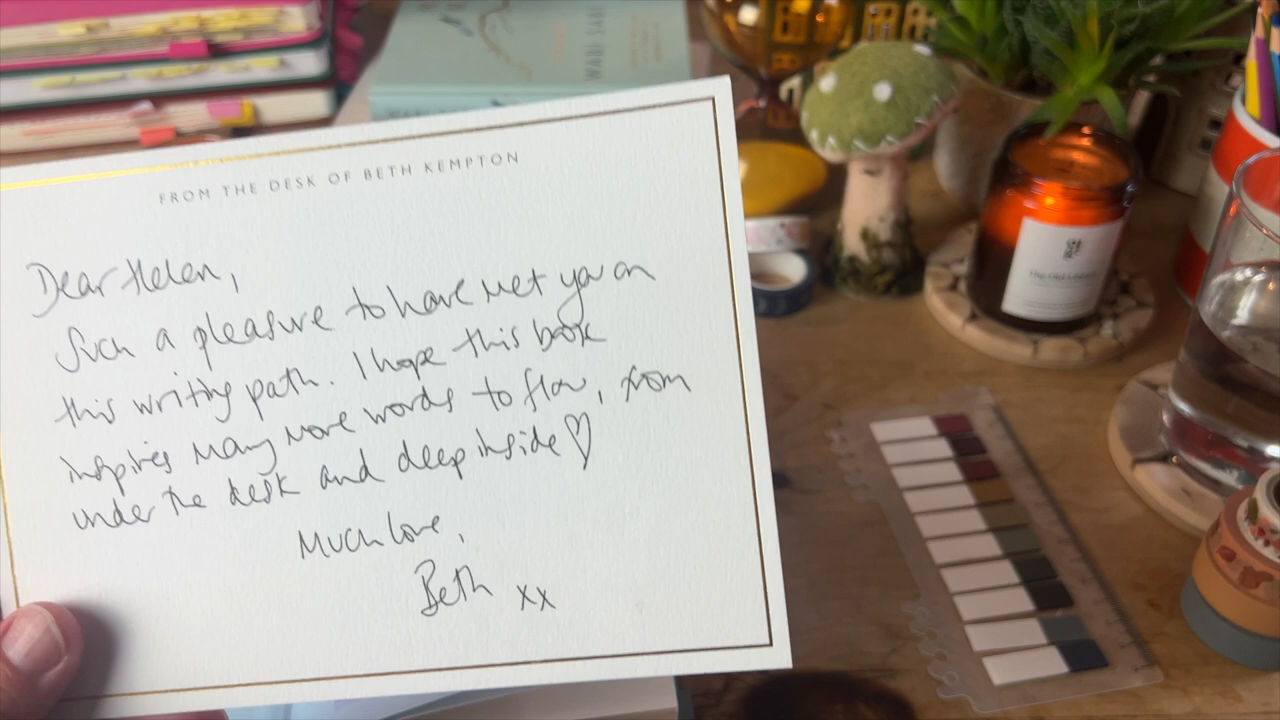 WABI SABI
FROM THE DESK OF BETH KEMPTON
Dear Helen,
Such a pleasure to have met you on
this writing path. I hope this book
inspires many more words to flow, from
under the desk and deep inside♡
Much love,
Beth xx